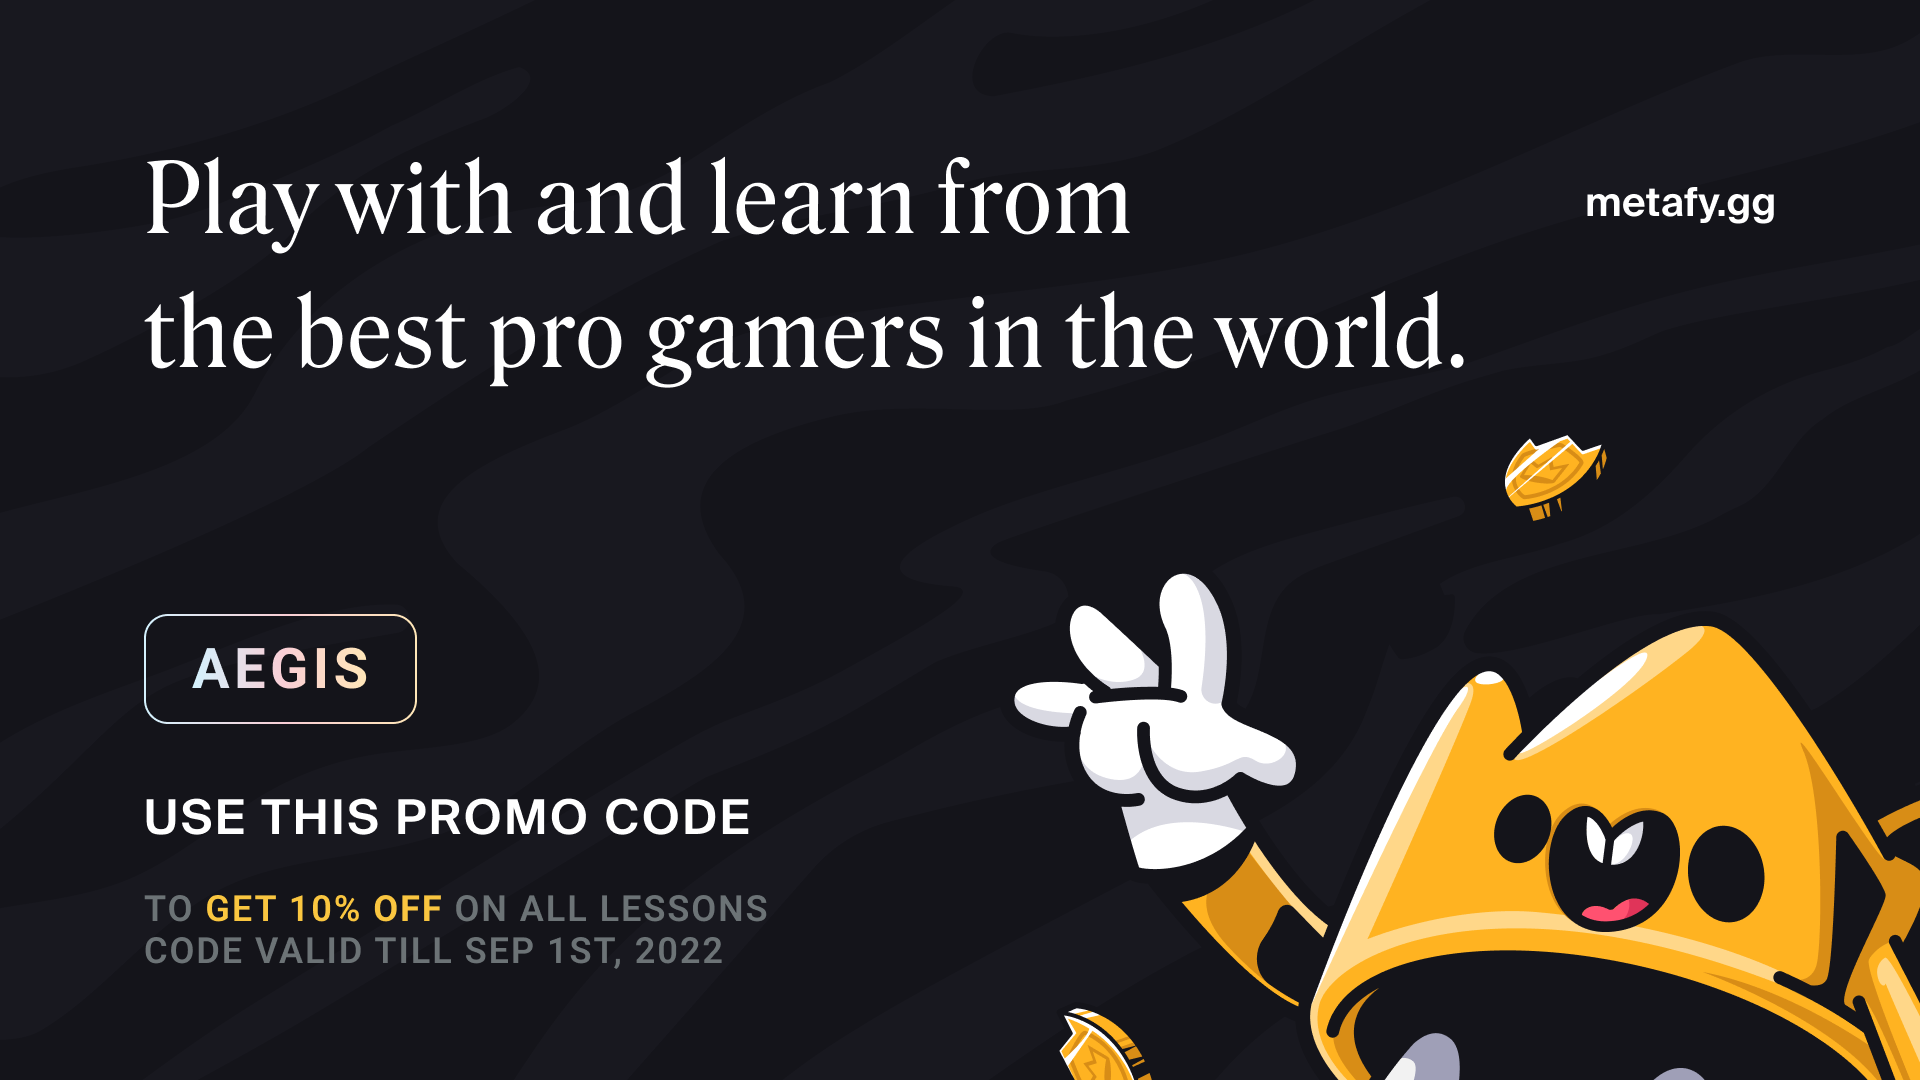 Play with and learn from
the best pro gamers in the world.
metafy.gg
AEGIS
USE THIS PROMO CODE
TO GET 10% OFF ON ALL LESSONS
CODE VALID TILL SEP 1ST, 2022